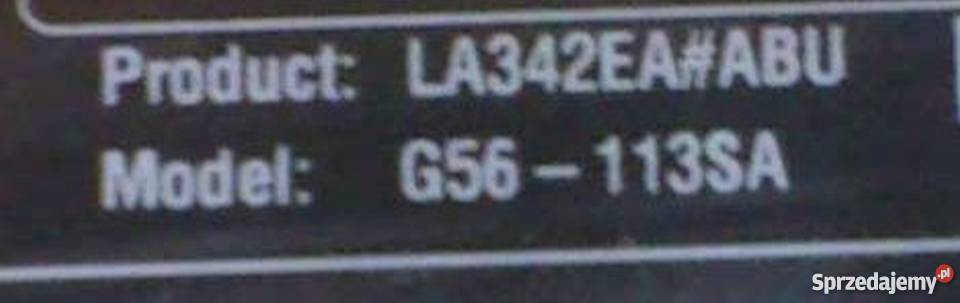 Product: LA342EA#ABU
Model: G56-113SA
Sprzedajemy.pl